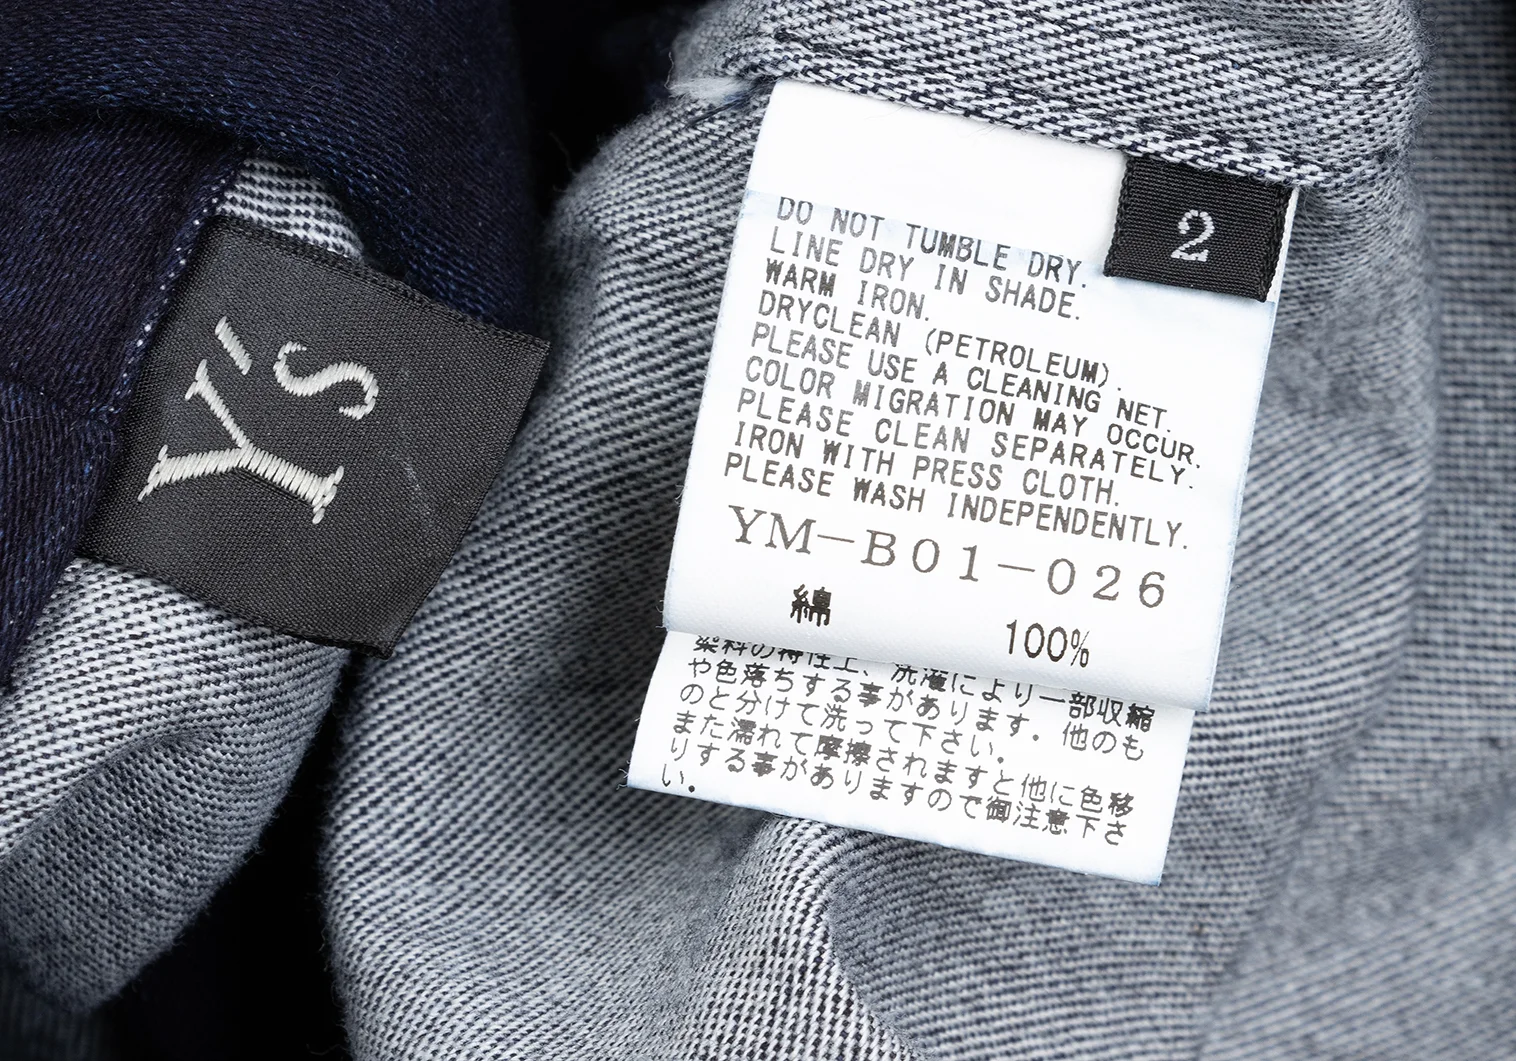 Y's
2
DO NOT TUMBLE DRY.
LINE DRY IN SHADE.
WARM IRON.
DRYCLEAN (PETROLEUM).
PLEASE USE A CLEANING NET.
COLOR MIGRATION MAY OCCUR.
PLEASE CLEAN SEPARATELY.
IRON WITH PRESS CLOTH.
PLEASE WASH INDEPENDENTLY.
YM-B01-026
綿 100%
染料の特性上、洗濯により一部収縮
や色落ちする事があります。他のも
のと分けて洗って下さい。
また濡れて摩擦されますと他に色移
りする事がありますので御注意下さ
い。